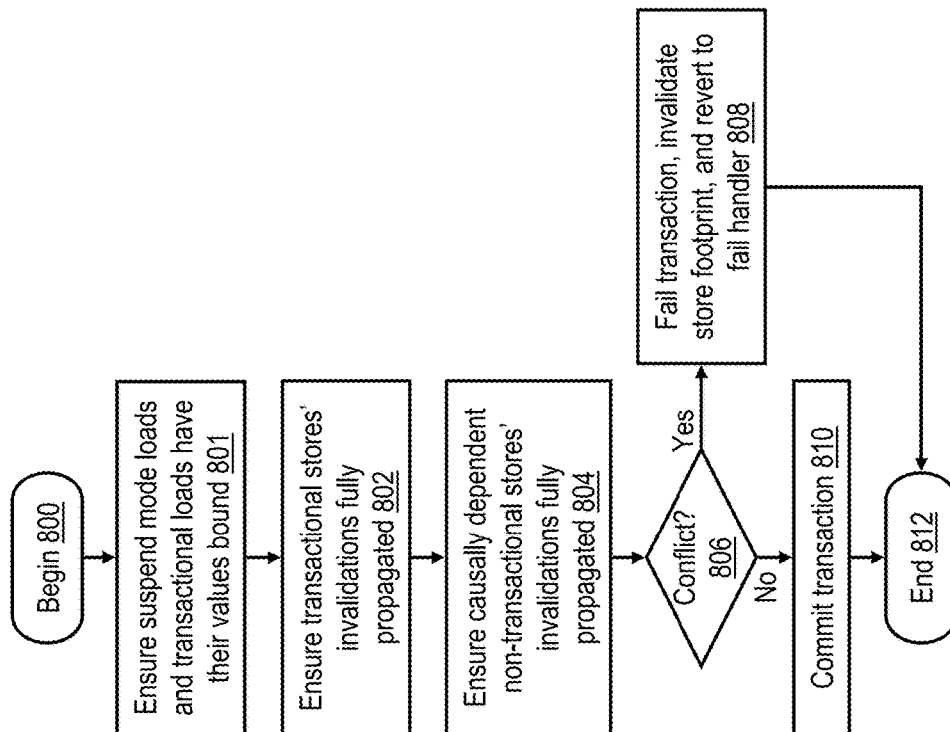 Begin 800
Ensure suspend mode loads
and transactional loads have
their values bound 801
Ensure transactional stores'
invalidations fully
propagated 802
Ensure causally dependent
non-transactional stores'
invalidations fully
propagated 804
Conflict?
806
Yes
No
Fail transaction, invalidate
store footprint, and revert to
fail handler 808
Commit transaction 810
End 812